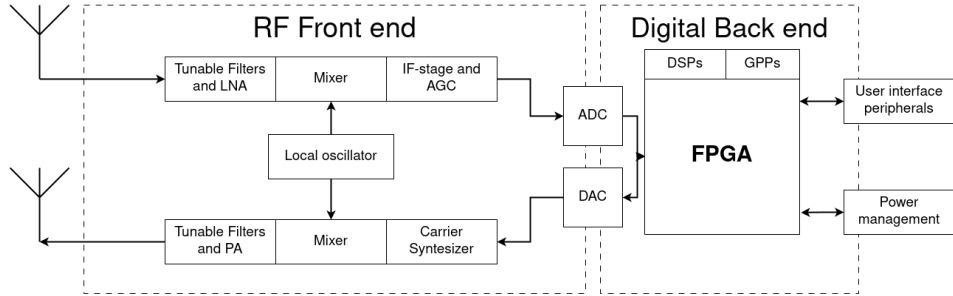 RF Front end
Digital Back end
Tunable Filters
and LNA
Mixer
IF-stage and
AGC
DSPs
GPPs
ADC
User interface
peripherals
Local oscillator
FPGA
DAC
Tunable Filters
and PA
Mixer
Carrier
Syntesizer
Power
management